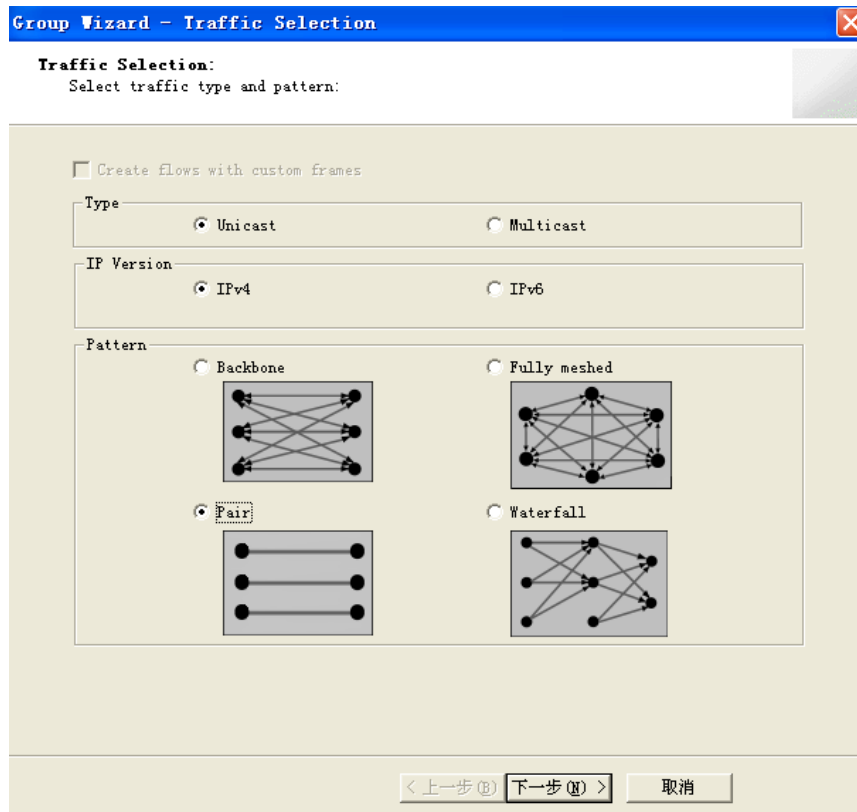 Group Wizard - Traffic Selection
Traffic Selection:
Select traffic type and pattern:
Create flows with custom frames
Type
Unicast
Multicast
IP Version
IPv4
IPv6
Pattern
Backbone
Fully meshed
Pair
Waterfall
< 上一步(B)
下一步(N) >
取消